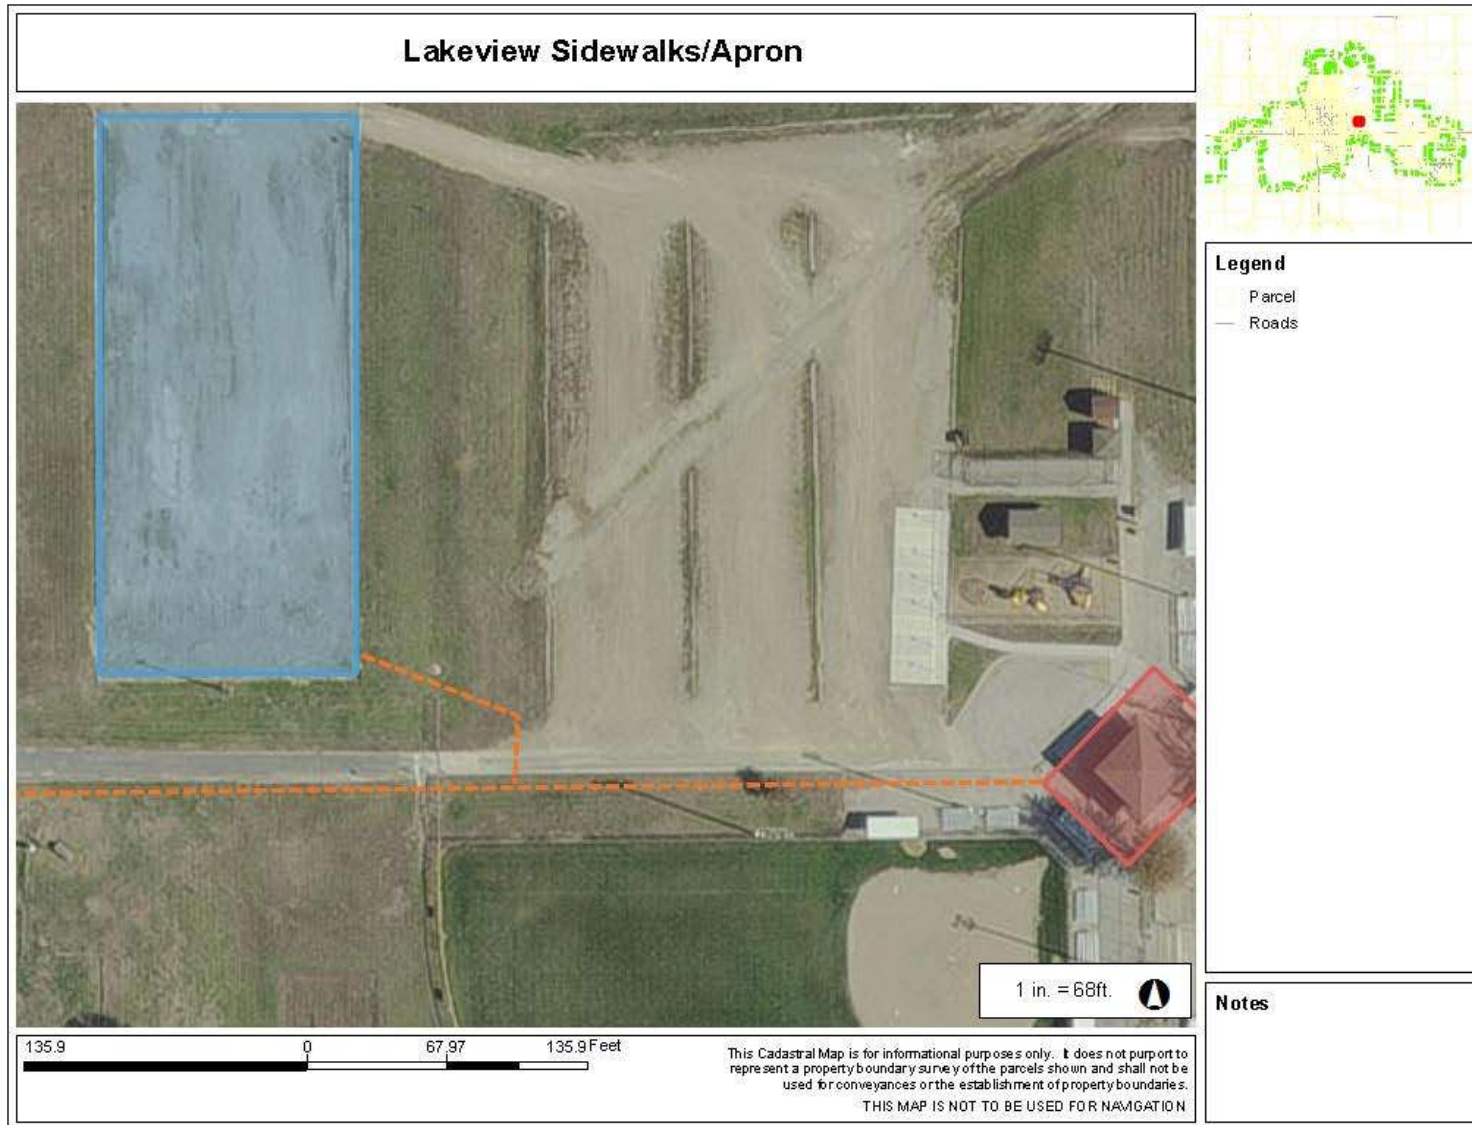 Lakeview Sidewalks/Apron
Legend
Parcel
Roads
1 in. = 68ft.
Notes
135.9 0 67.97 135.9 Feet
This Cadastral Map is for informational purposes only. It does not purport to
represent a property boundary survey of the parcels shown and shall not be
used for conveyances or the establishment of property boundaries.
THIS MAP IS NOT TO BE USED FOR NAVIGATION